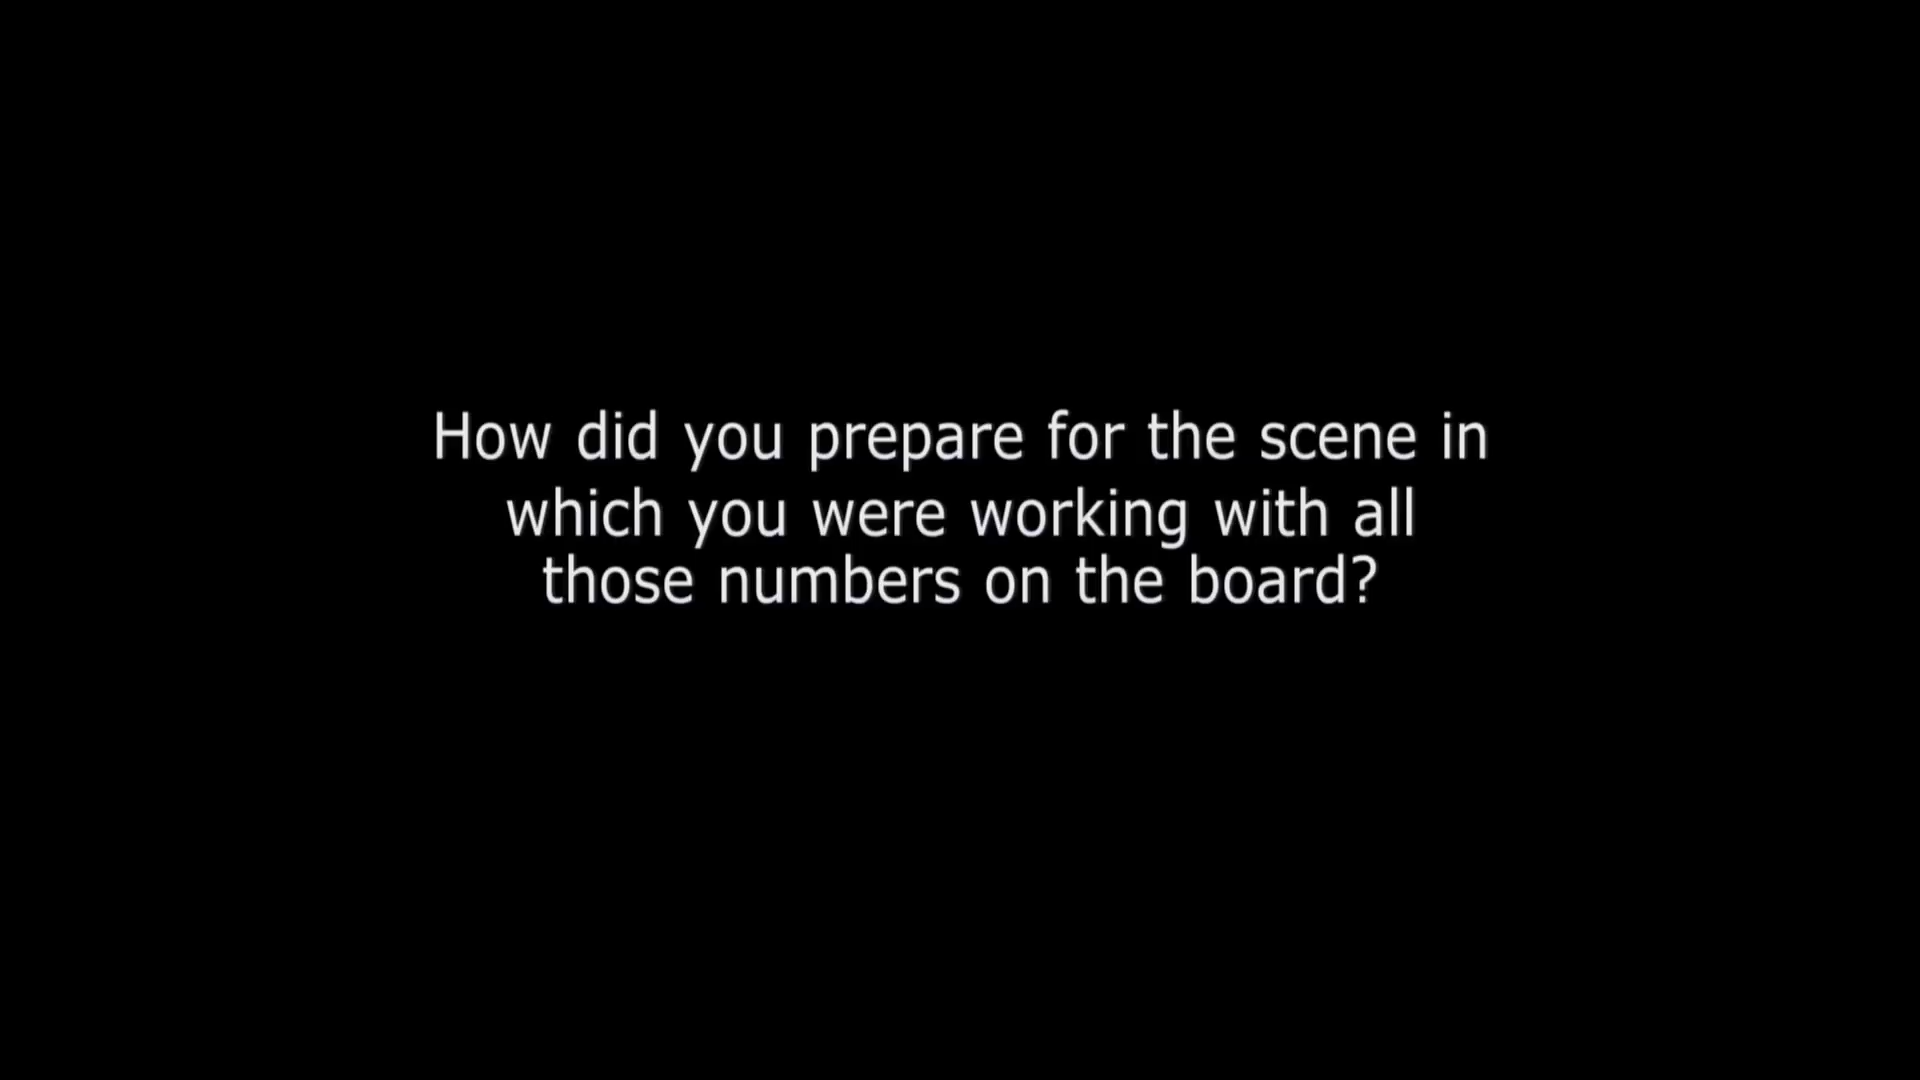 How did you prepare for the scene in
which you were working with all
those numbers on the board?